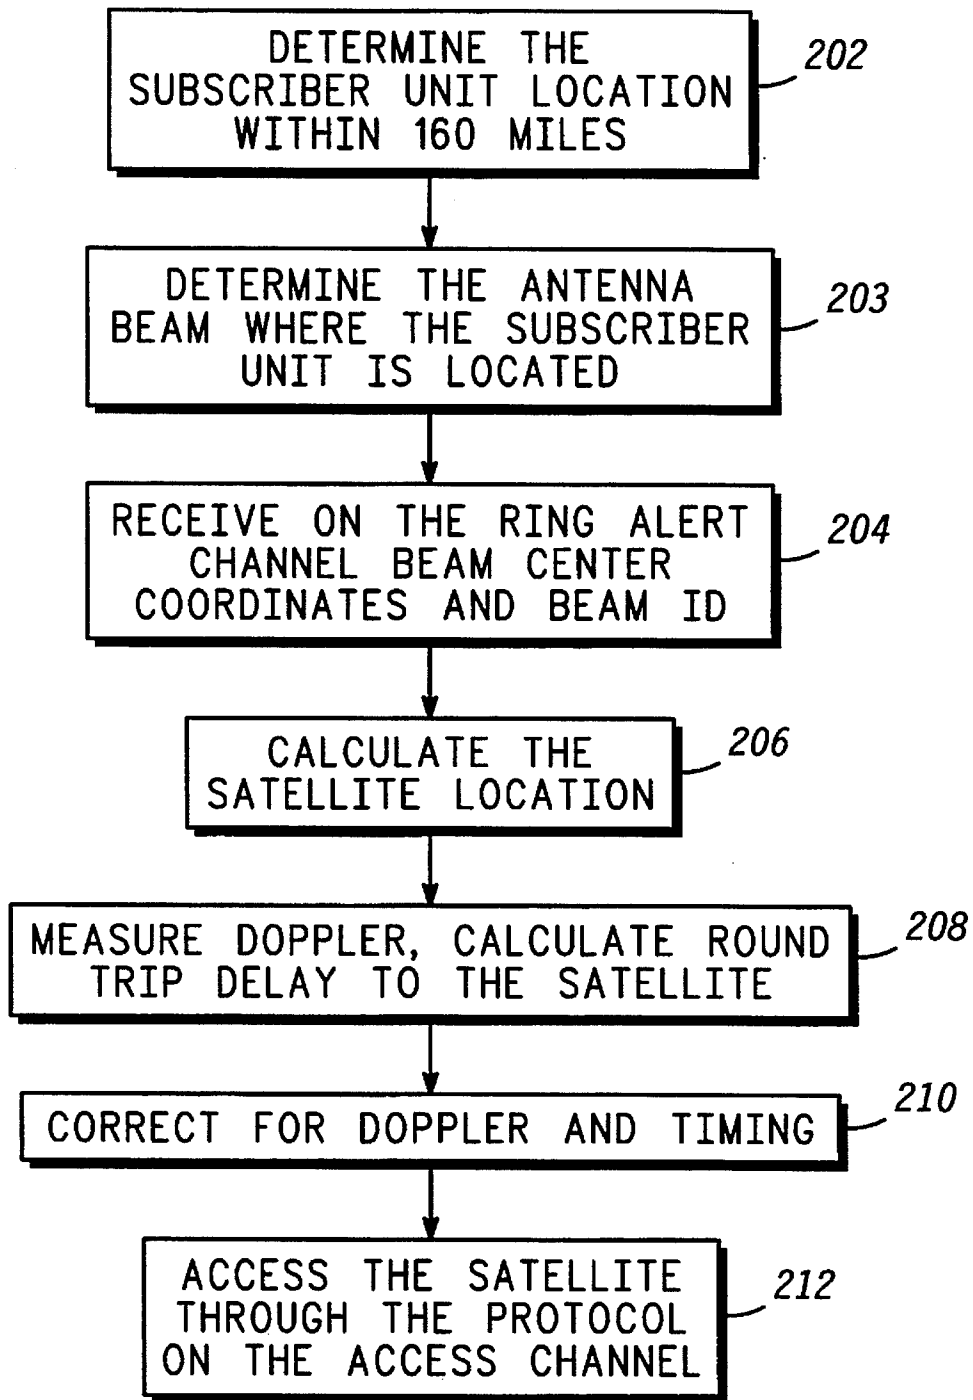 DETERMINE THE
SUBSCRIBER UNIT LOCATION
WITHIN 160 MILES
202
DETERMINE THE ANTENNA
BEAM WHERE THE SUBSCRIBER
UNIT IS LOCATED
203
RECEIVE ON THE RING ALERT
CHANNEL BEAM CENTER
COORDINATES AND BEAM ID
204
CALCULATE THE
SATELLITE LOCATION
206
MEASURE DOPPLER, CALCULATE ROUND
TRIP DELAY TO THE SATELLITE
208
CORRECT FOR DOPPLER AND TIMING
210
ACCESS THE SATELLITE
THROUGH THE PROTOCOL
ON THE ACCESS CHANNEL
212